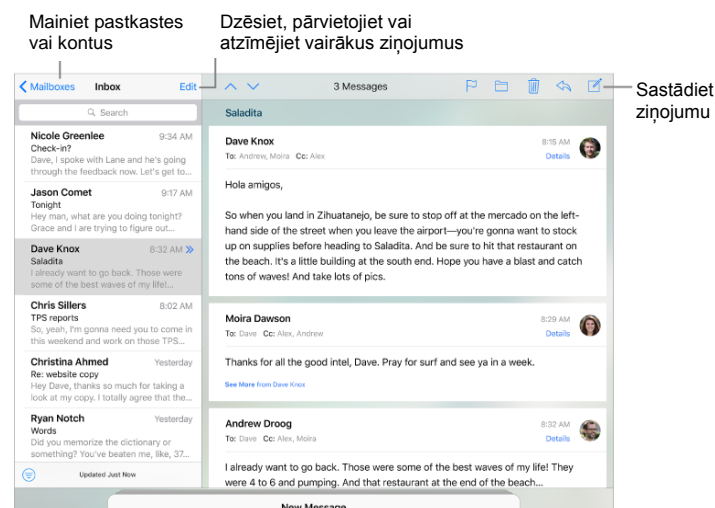 Mainiet pastkastes
vai kontus
Dzēsiet, pārvietojiet vai
atzīmējiet vairākus ziņojumus
Sastādiet
ziņojumu
Mailboxes Inbox Edit
Search
Nicole Greenlee 9:34 AM
Check-in?
Dave, I spoke with Lane and he's going
through the feedback now. Let's get to...
Jason Comet 9:17 AM
Tonight
Hey man, what are you doing tonight?
Grace and I are trying to figure out...
Dave Knox 8:32 AM
Saladita
I already want to go back. Those were
some of the best waves of my life!...
Chris Sillers 8:02 AM
TPS reports
So, yeah, I'm gonna need you to come in
this weekend and work on those TPS...
Christina Ahmed Yesterday
Re: website copy
Hey Dave, thanks so much for taking a
look at my copy. I totally agree that the...
Ryan Notch Yesterday
Words
Did you memorize the dictionary or
something? You've beaten me, like, 37...
Updated Just Now
3 Messages
Saladita
Dave Knox 8:15 AM
To: Andrew, Moira Cc: Alex Details
Hola amigos,
So when you land in Zihuatanejo, be sure to stop off at the mercado on the left-
hand side of the street when you leave the airport—you're gonna want to stock
up on supplies before heading to Saladita. And be sure to hit that restaurant on
the beach. It's a little building at the south end. Hope you have a blast and catch
tons of waves! And take lots of pics.
Moira Dawson 8:29 AM
To: Dave Cc: Alex, Andrew Details
Thanks for all the good intel, Dave. Pray for surf and see ya in a week.
See More from Dave Knox
Andrew Droog 8:32 AM
To: Dave Cc: Alex, Moira Details
I already want to go back. Those were some of the best waves of my life! They
were 4 to 6 and pumping. And that restaurant at the end of the beach...
New Message